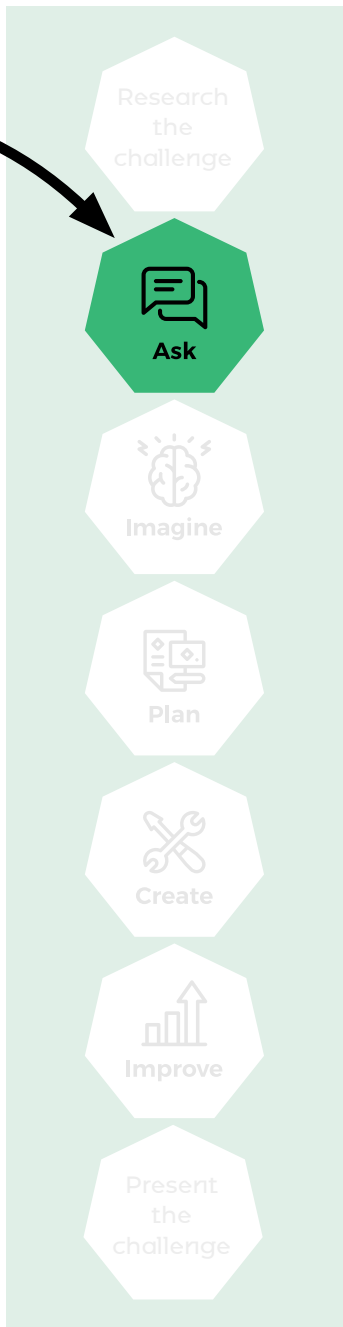 Research
the
challenge
Ask
Imagine
Plan
Create
Improve
Present
the
challenge